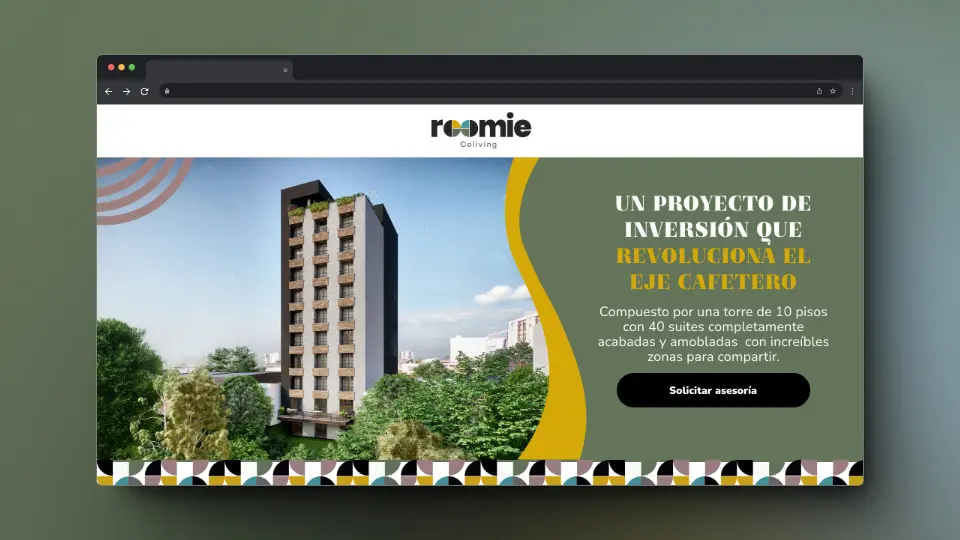 roomie
Coliving
UN PROYECTO DE
INVERSIÓN QUE
REVOLUCIONA EL
EJE CAFETERO
Compuesto por una torre de 10 pisos
con 40 suites completamente
acabadas y amobladas con increíbles
zonas para compartir.
Solicitar asesoría